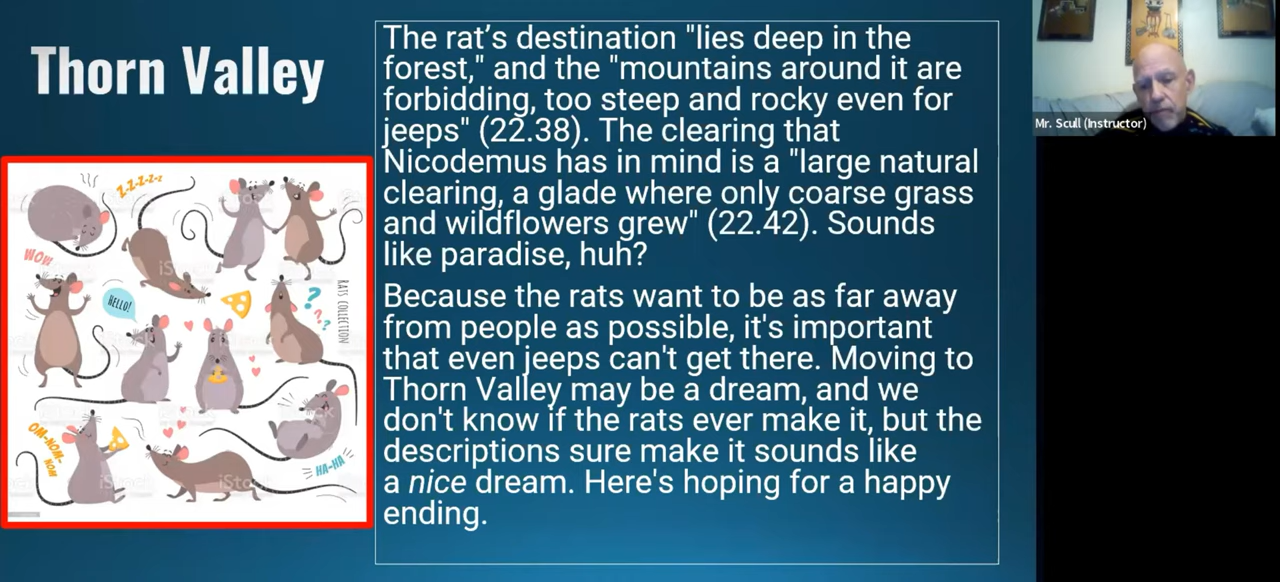 Thorn Valley
The rat’s destination "lies deep in the
forest," and the "mountains around it are
forbidding, too steep and rocky even for
jeeps" (22.38). The clearing that
Nicodemus has in mind is a "large natural
clearing, a glade where only coarse grass
and wildflowers grew" (22.42). Sounds
like paradise, huh?
Because the rats want to be as far away
from people as possible, it's important
that even jeeps can't get there. Moving to
Thorn Valley may be a dream, and we
don't know if the rats ever make it, but the
descriptions sure make it sounds like
a nice dream. Here's hoping for a happy
ending.
Z-Z-Z-Z-Z
WOW
HELLO!
?
?
?
RATS COLLECTION
OM-NOM-
NOM
HA-HA
iStock
iStock
iStock
Mr. Scull (Instructor)